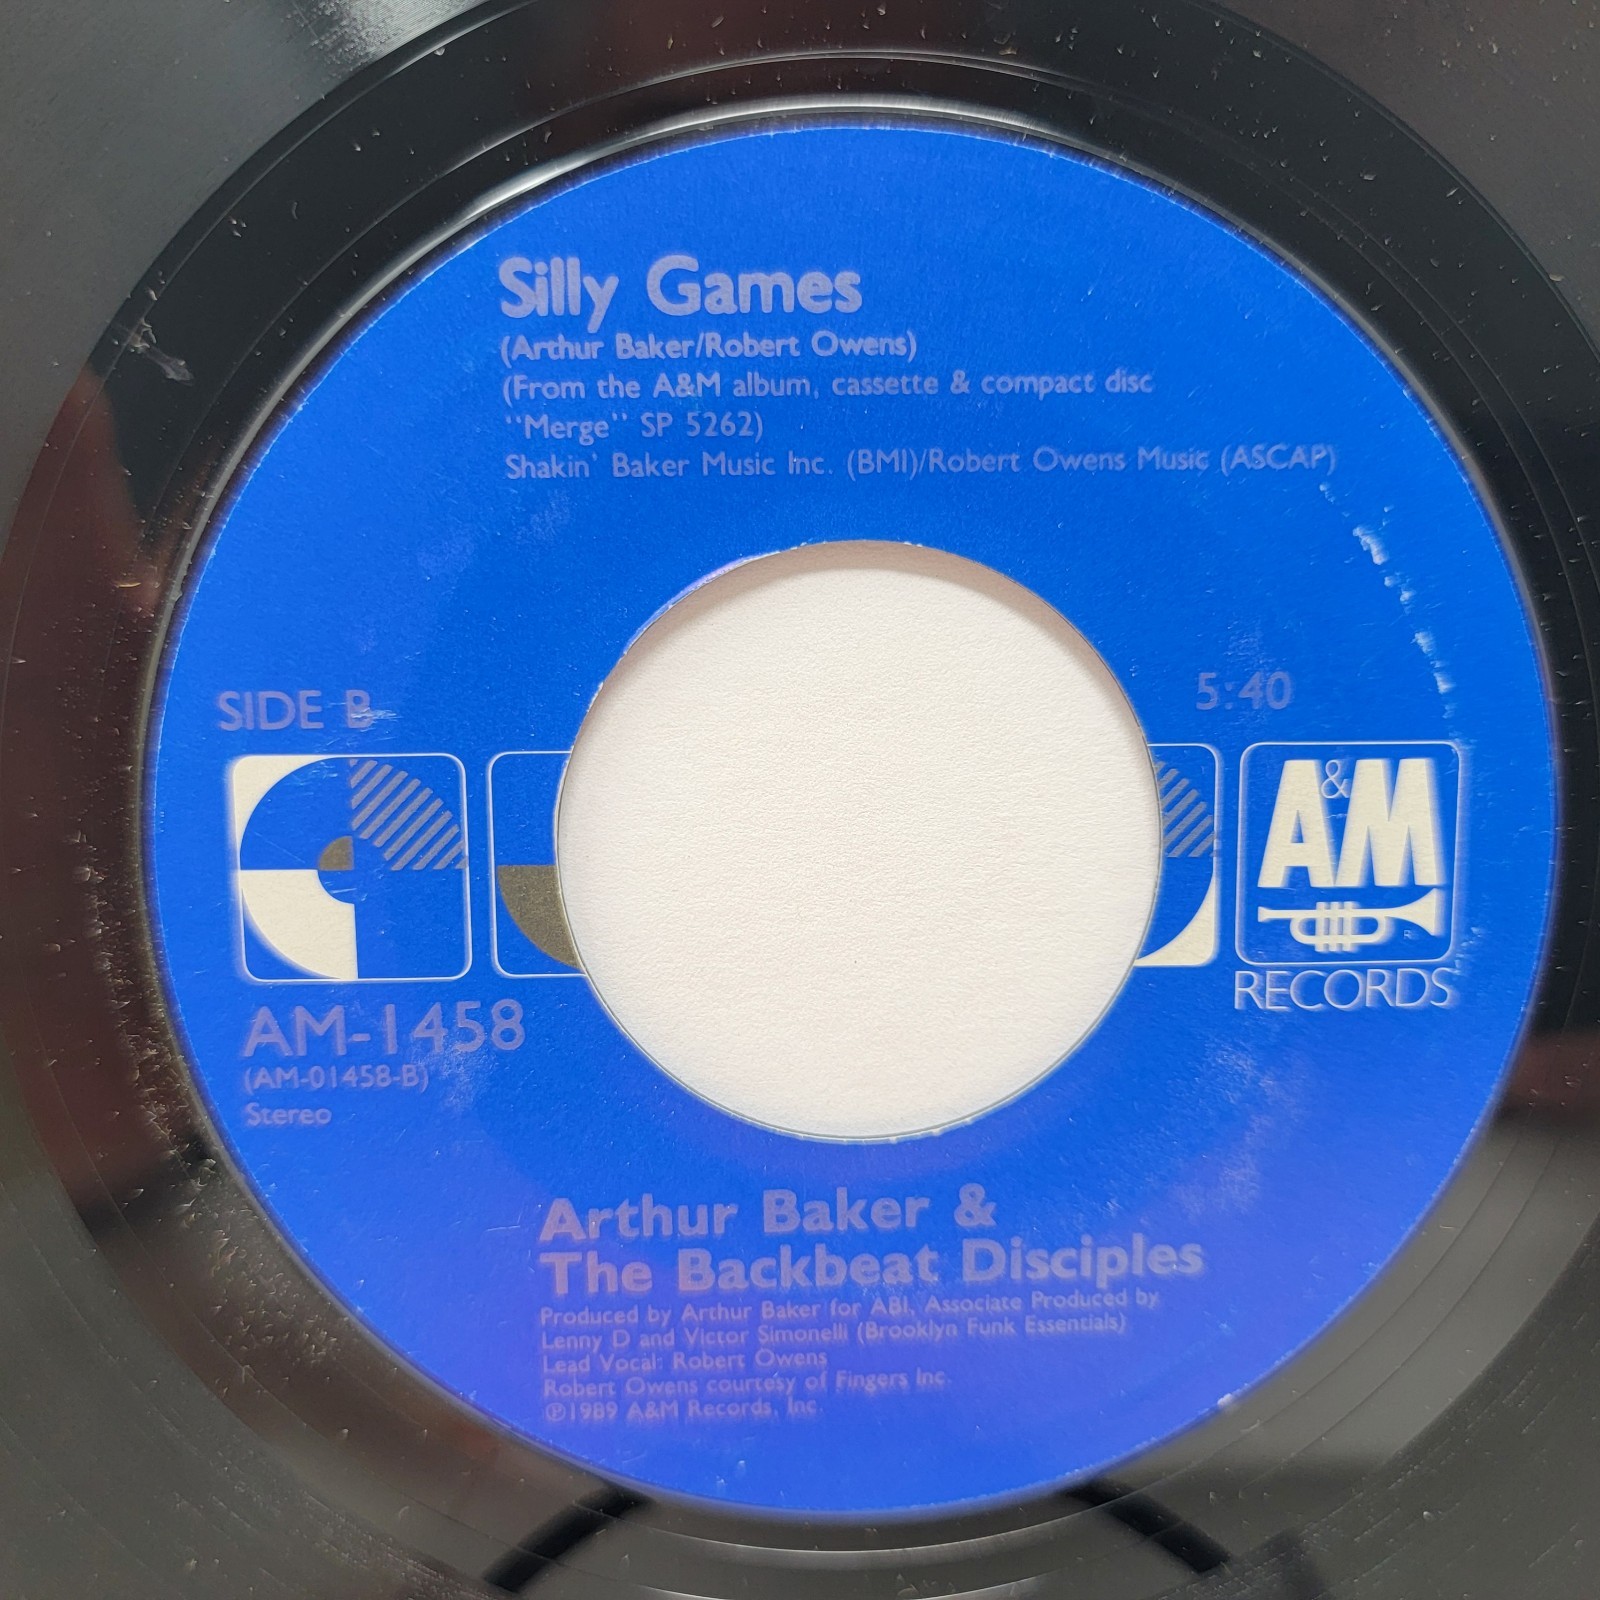 Silly Games
(Arthur Baker/Robert Owens)
(From the A&M album, cassette & compact disc
"Merge" SP 5262)
Shakin' Baker Music Inc. (BMI)/Robert Owens Music (ASCAP)
SIDE B
5:40
A&M
RECORDS
AM-1458
(AM-01458-B)
Stereo
Arthur Baker &
The Backbeat Disciples
Produced by Arthur Baker for ABI, Associate Produced by
Lenny D and Victor Simonelli (Brooklyn Funk Essentials)
Lead Vocal: Robert Owens
Robert Owens courtesy of Fingers Inc.
℗1989 A&M Records, Inc.